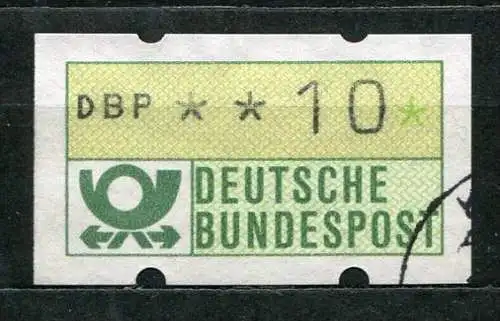 DBP * * 10*
DEUTSCHE
BUNDESPOST